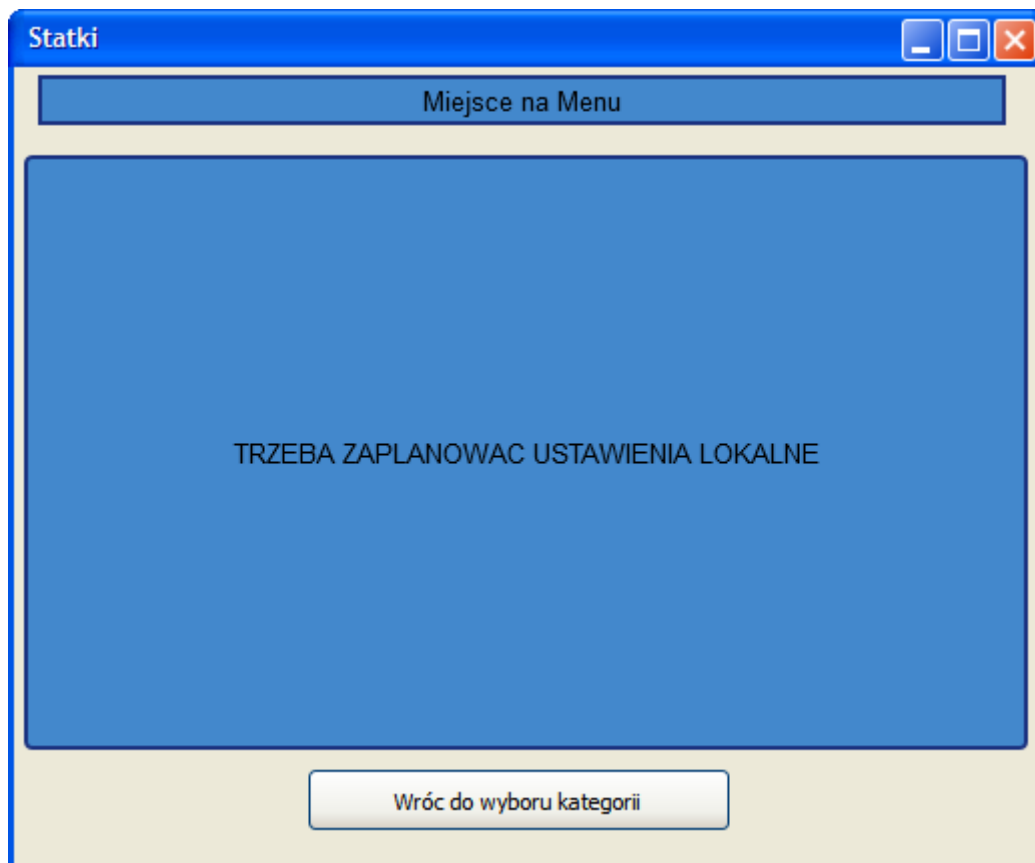 Statki
Miejsce na Menu
TRZEBA ZAPLANOWAC USTAWIENIA LOKALNE
Wróc do wyboru kategorii